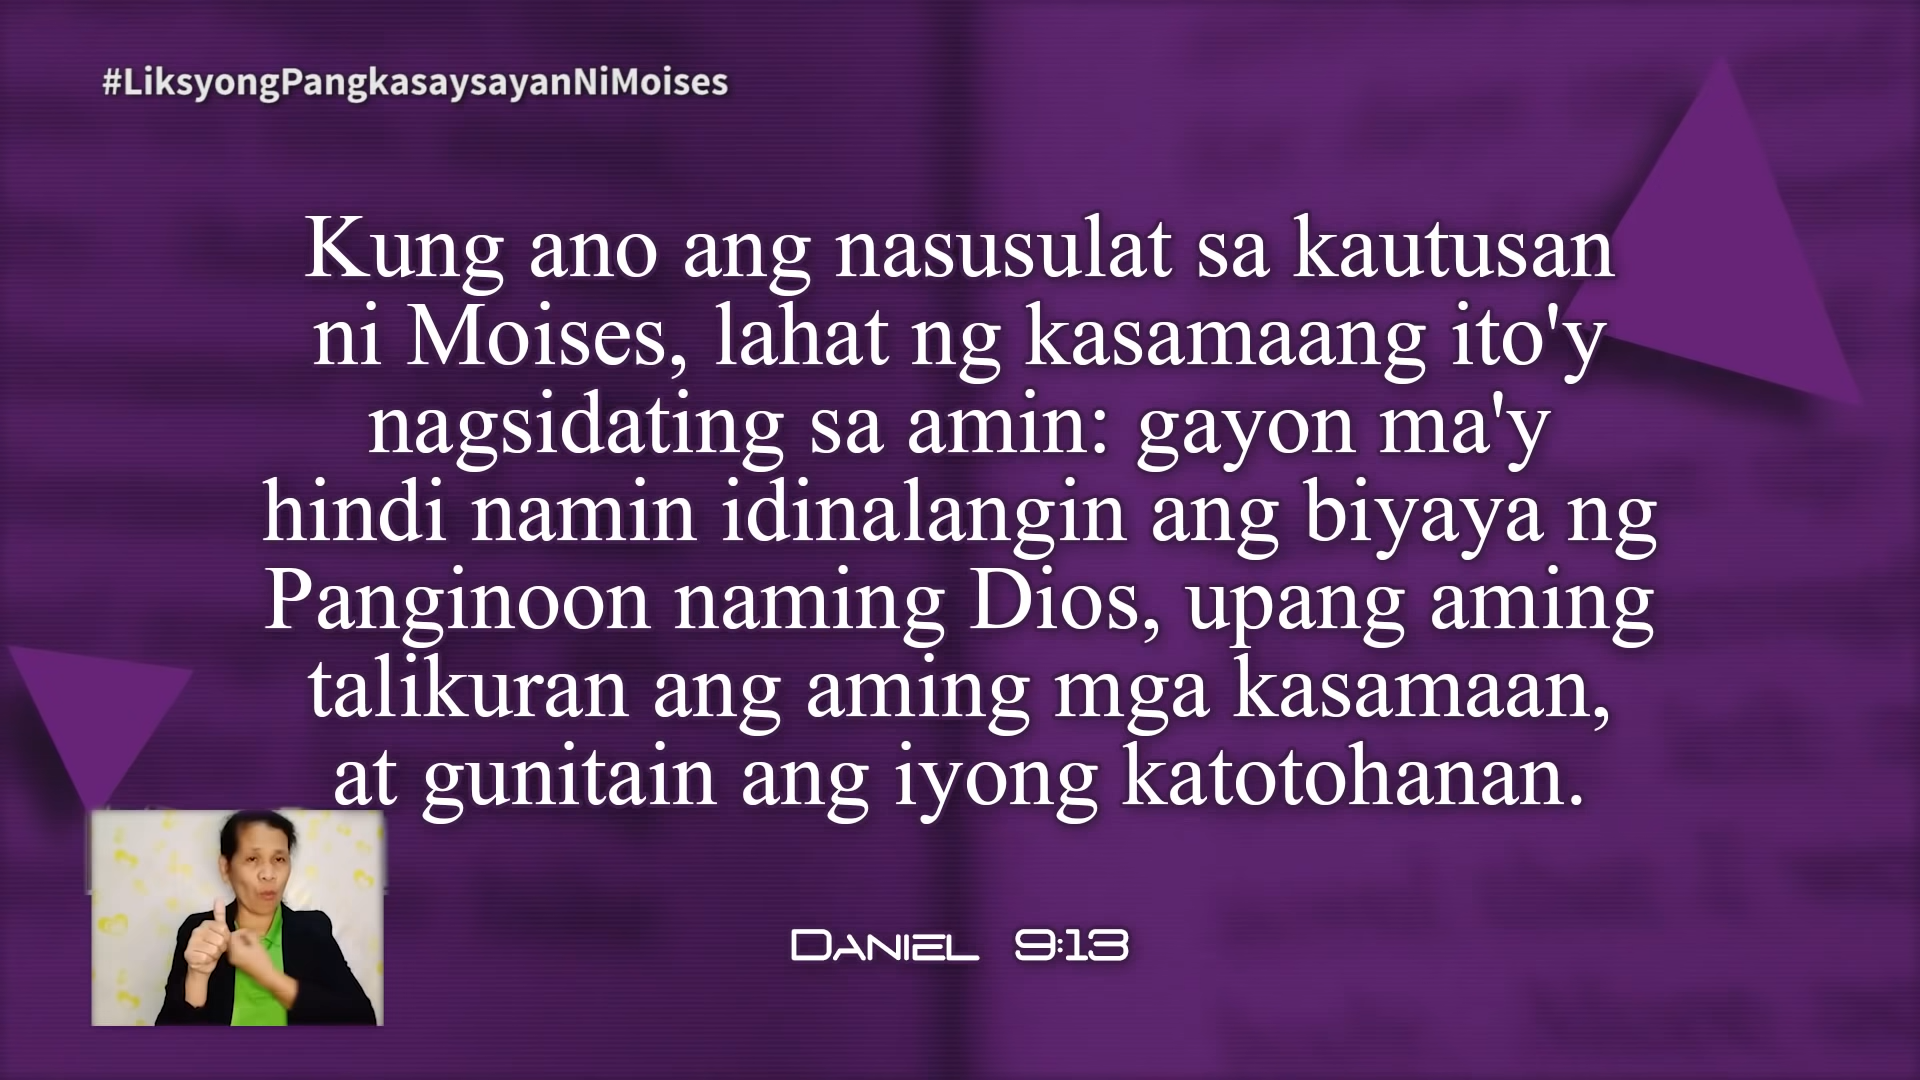 #LiksyongPangkasaysayanNiMoises
Kung ano ang nasusulat sa kautusan
ni Moises, lahat ng kasamaang ito'y
nagsidating sa amin: gayon ma'y
hindi namin idinalangin ang biyaya ng
Panginoon naming Dios, upang aming
talikuran ang aming mga kasamaan,
at gunitain ang iyong katotohanan.
Daniel 9:13